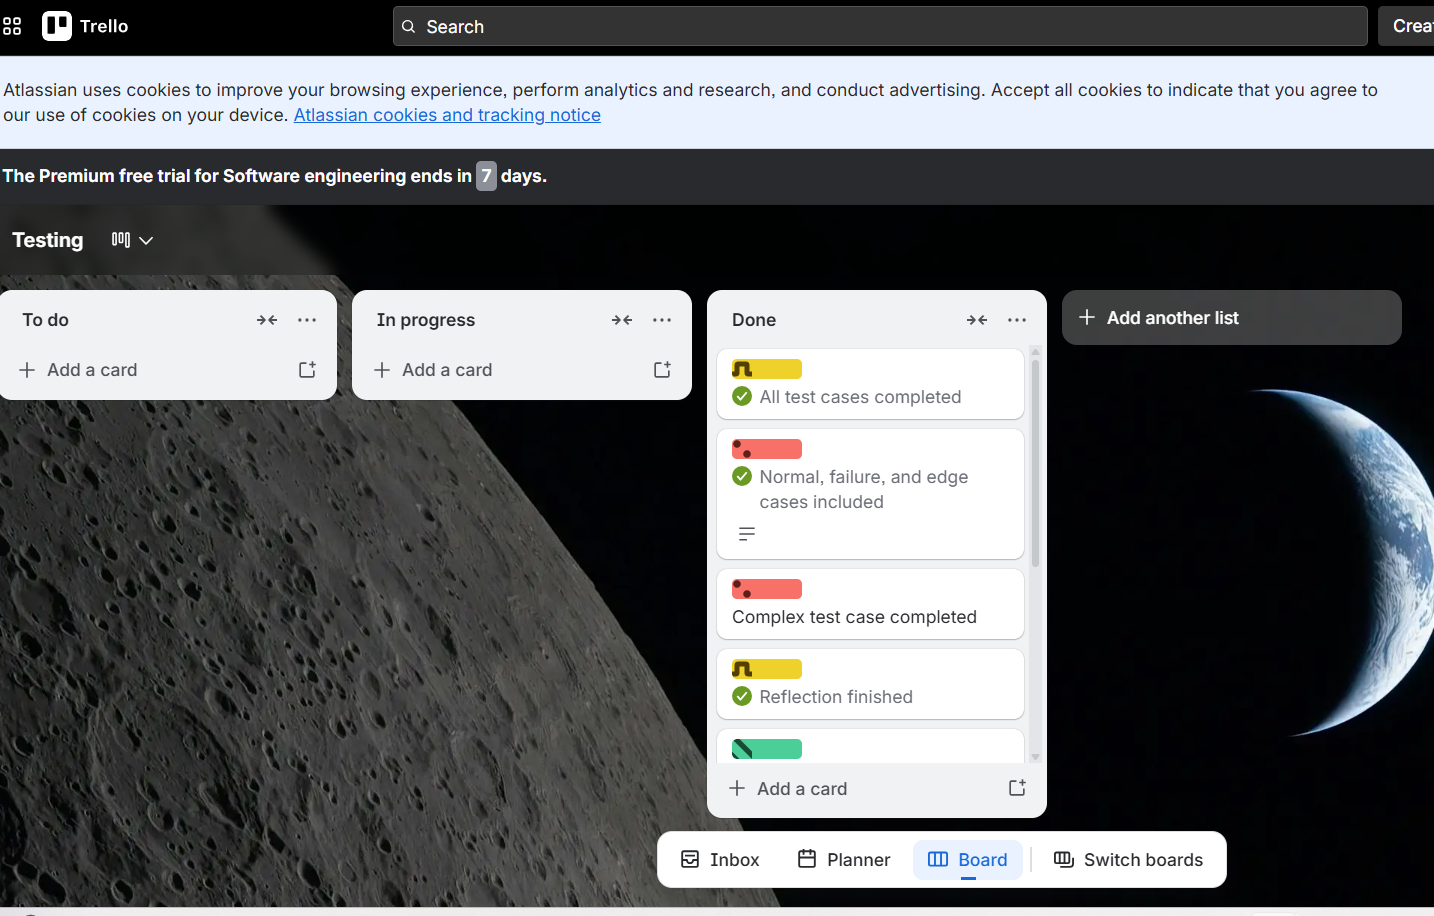 Trello
Search
Crea
Atlassian uses cookies to improve your browsing experience, perform analytics and research, and conduct advertising. Accept all cookies to indicate that you agree to
our use of cookies on your device. Atlassian cookies and tracking notice
The Premium free trial for Software engineering ends in 7 days.
Testing
To do
Add a card
In progress
Add a card
Done
All test cases completed
Normal, failure, and edge
cases included
Complex test case completed
Reflection finished
Add a card
Add another list
Inbox
Planner
Board
Switch boards